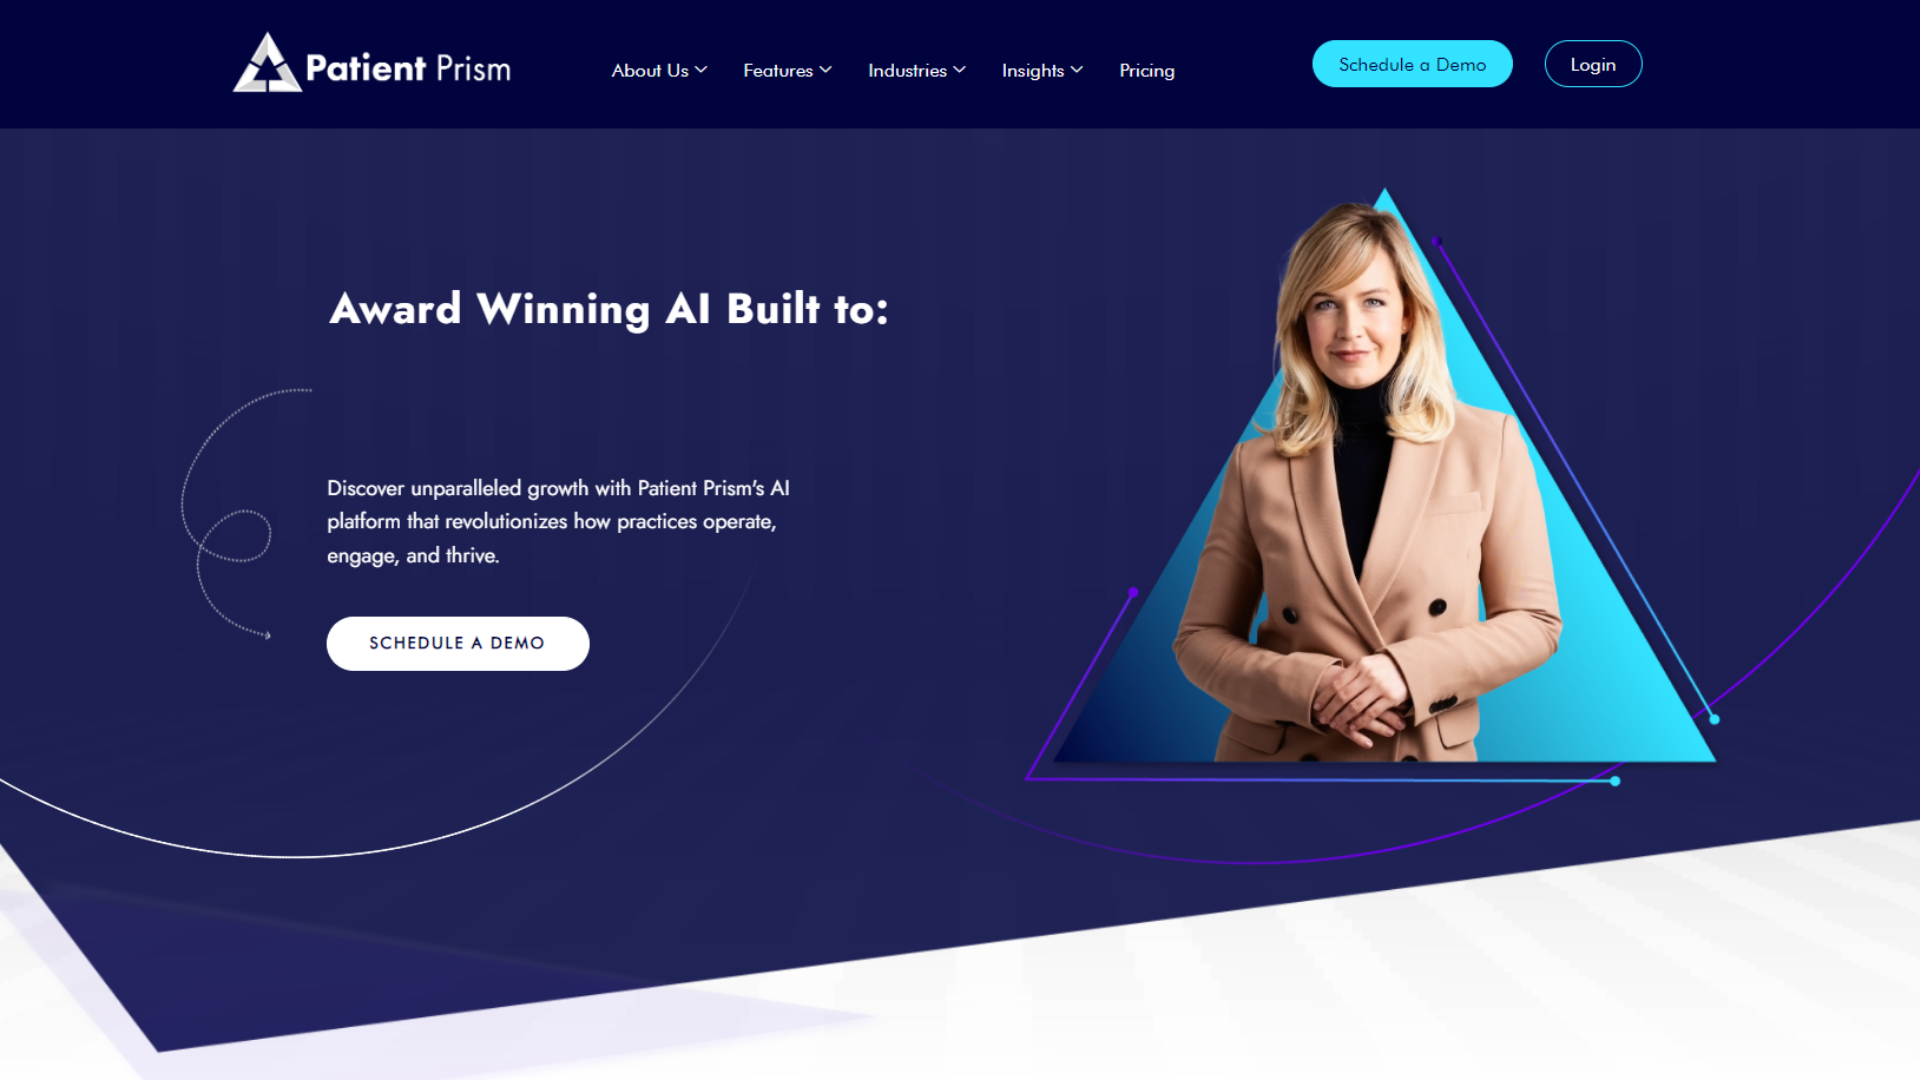 Patient Prism
About Us
Features
Industries
Insights
Pricing
Schedule a Demo
Login
Award Winning AI Built to:
Discover unparalleled growth with Patient Prism's AI
platform that revolutionizes how practices operate,
engage, and thrive.
SCHEDULE A DEMO